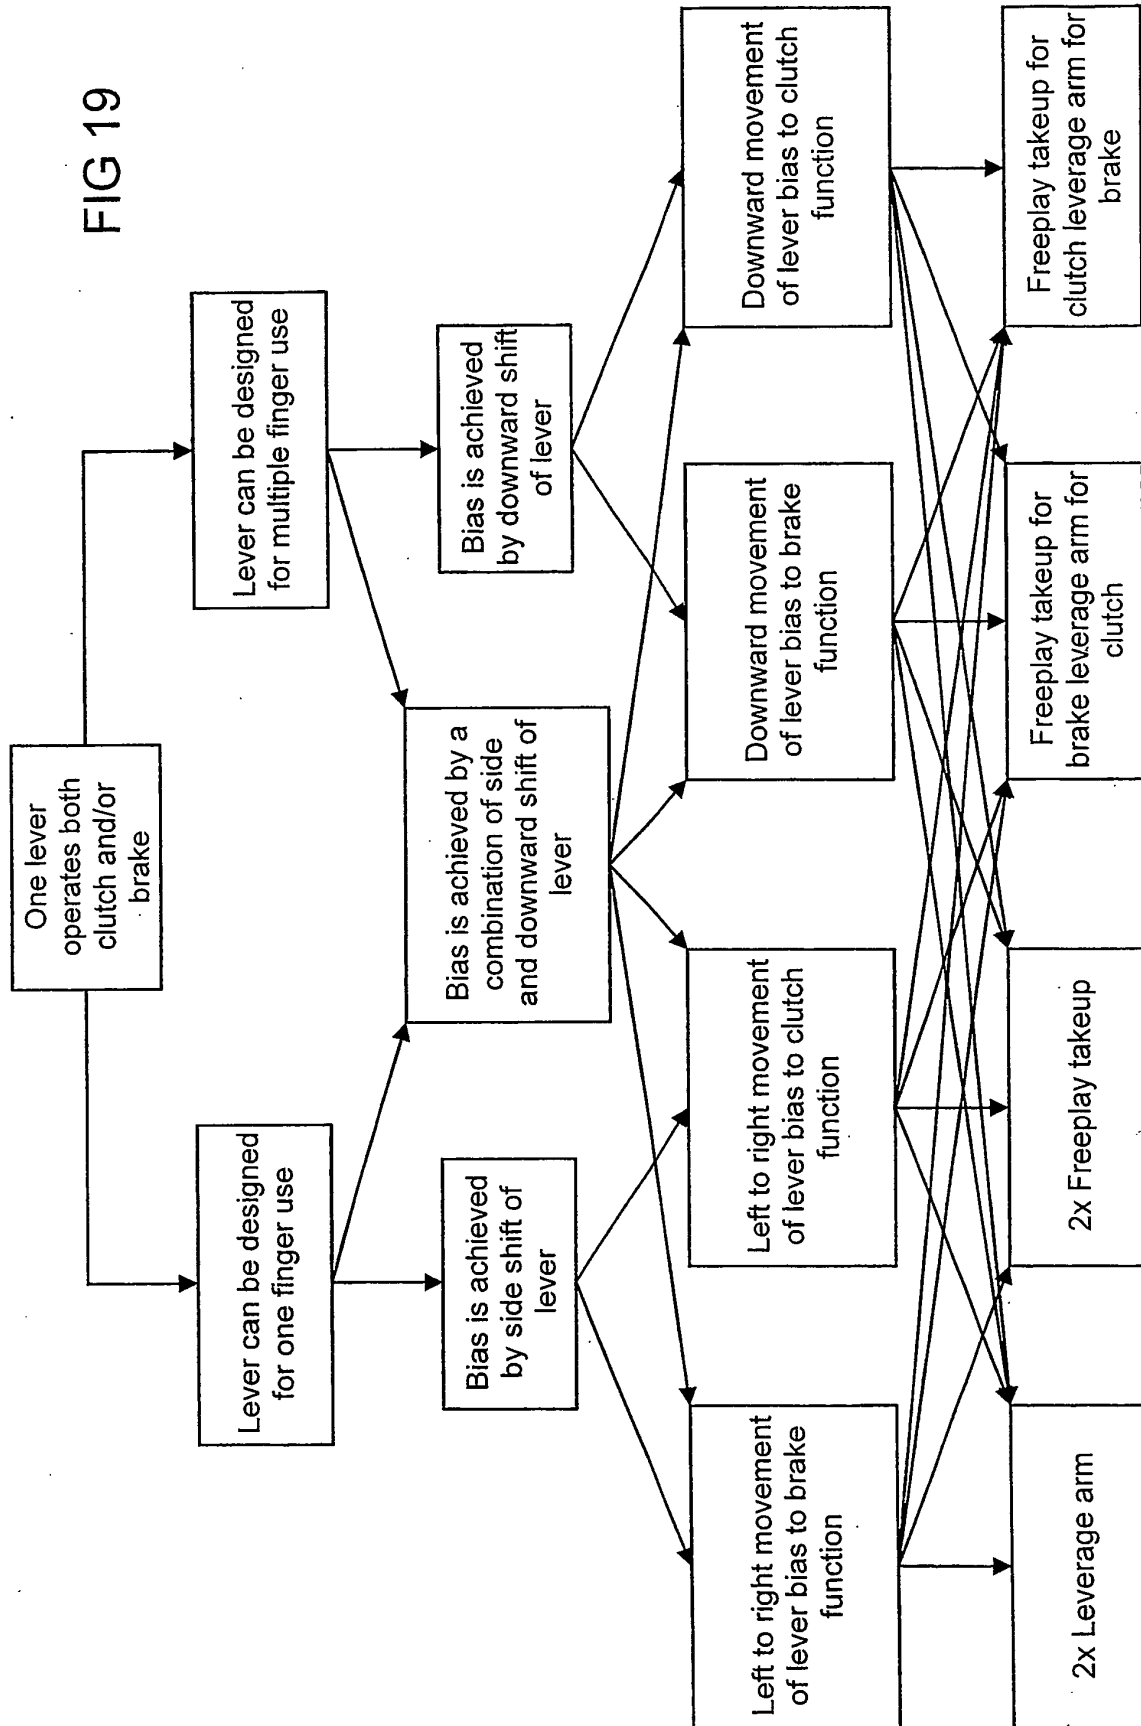 FIG 19
One lever
operates both
clutch and/or
brake
Lever can be designed
for one finger use
Lever can be designed
for multiple finger use
Bias is achieved
by side shift of
lever
Bias is achieved by a
combination of side
and downward shift of
lever
Bias is achieved
by downward shift
of lever
Left to right movement
of lever bias to brake
function
Left to right movement
of lever bias to clutch
function
Downward movement
of lever bias to brake
function
Downward movement
of lever bias to clutch
function
2x Leverage arm
2x Freeplay takeup
Freeplay takeup for
brake leverage arm for
clutch
Freeplay takeup for
clutch leverage arm for
brake